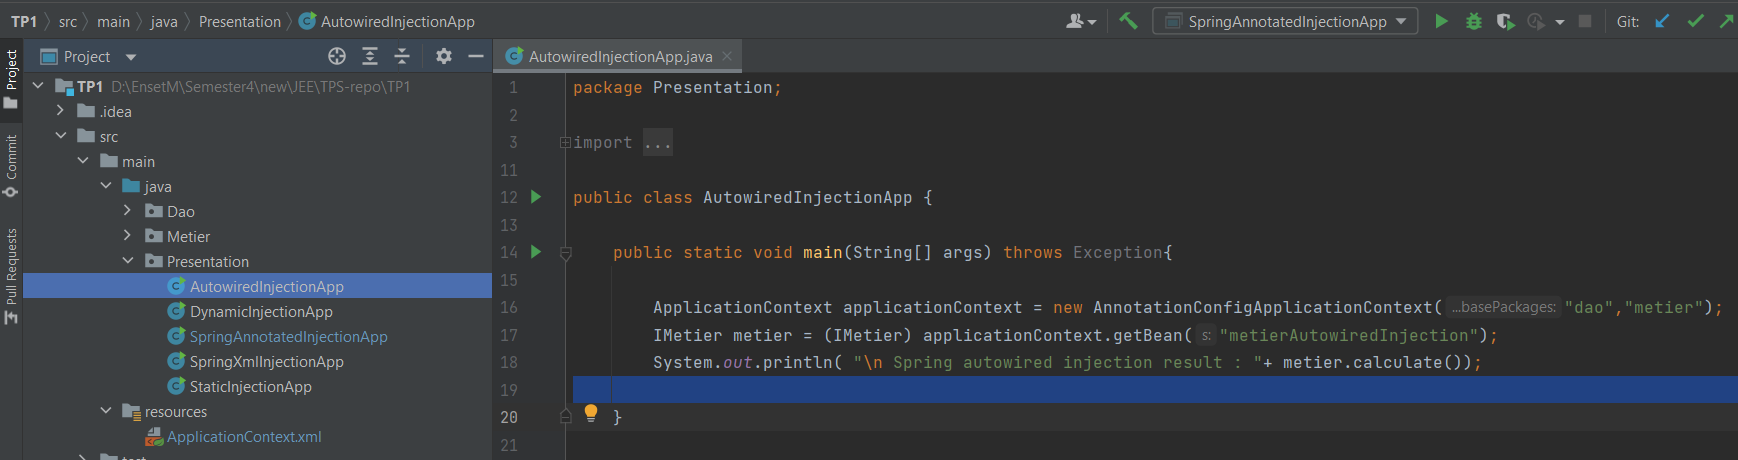 TP1 src main java Presentation AutowiredInjectionApp SpringAnnotatedInjectionApp Git:
Project
Commit
Pull Requests
Project
TP1 D:\EnsetM\Semester4\new\JEE\TPS-repo\TP1
.idea
src
main
java
Dao
Metier
Presentation
AutowiredInjectionApp
DynamicInjectionApp
SpringAnnotatedInjectionApp
SpringXmlInjectionApp
StaticInjectionApp
resources
ApplicationContext.xml
test
AutowiredInjectionApp.java
1 package Presentation;
2
3 import ...
11
12 public class AutowiredInjectionApp {
13
14 public static void main(String[] args) throws Exception{
15
16 ApplicationContext applicationContext = new AnnotationConfigApplicationContext( ...basePackages: "dao","metier");
17 IMetier metier = (IMetier) applicationContext.getBean( s: "metierAutowiredInjection");
18 System.out.println( "\n Spring autowired injection result : "+ metier.calculate());
19
20 }
21